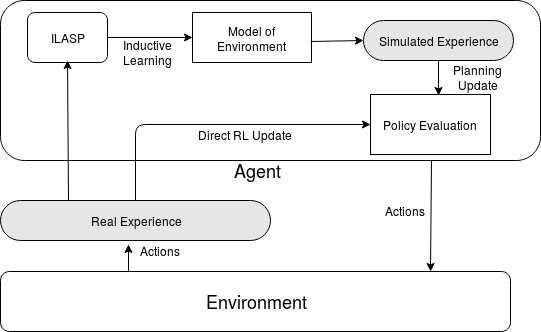 ILASP
Inductive
Learning
Model of
Environment
Simulated Experience
Planning
Update
Direct RL Update
Policy Evaluation
Agent
Real Experience
Actions
Actions
Environment